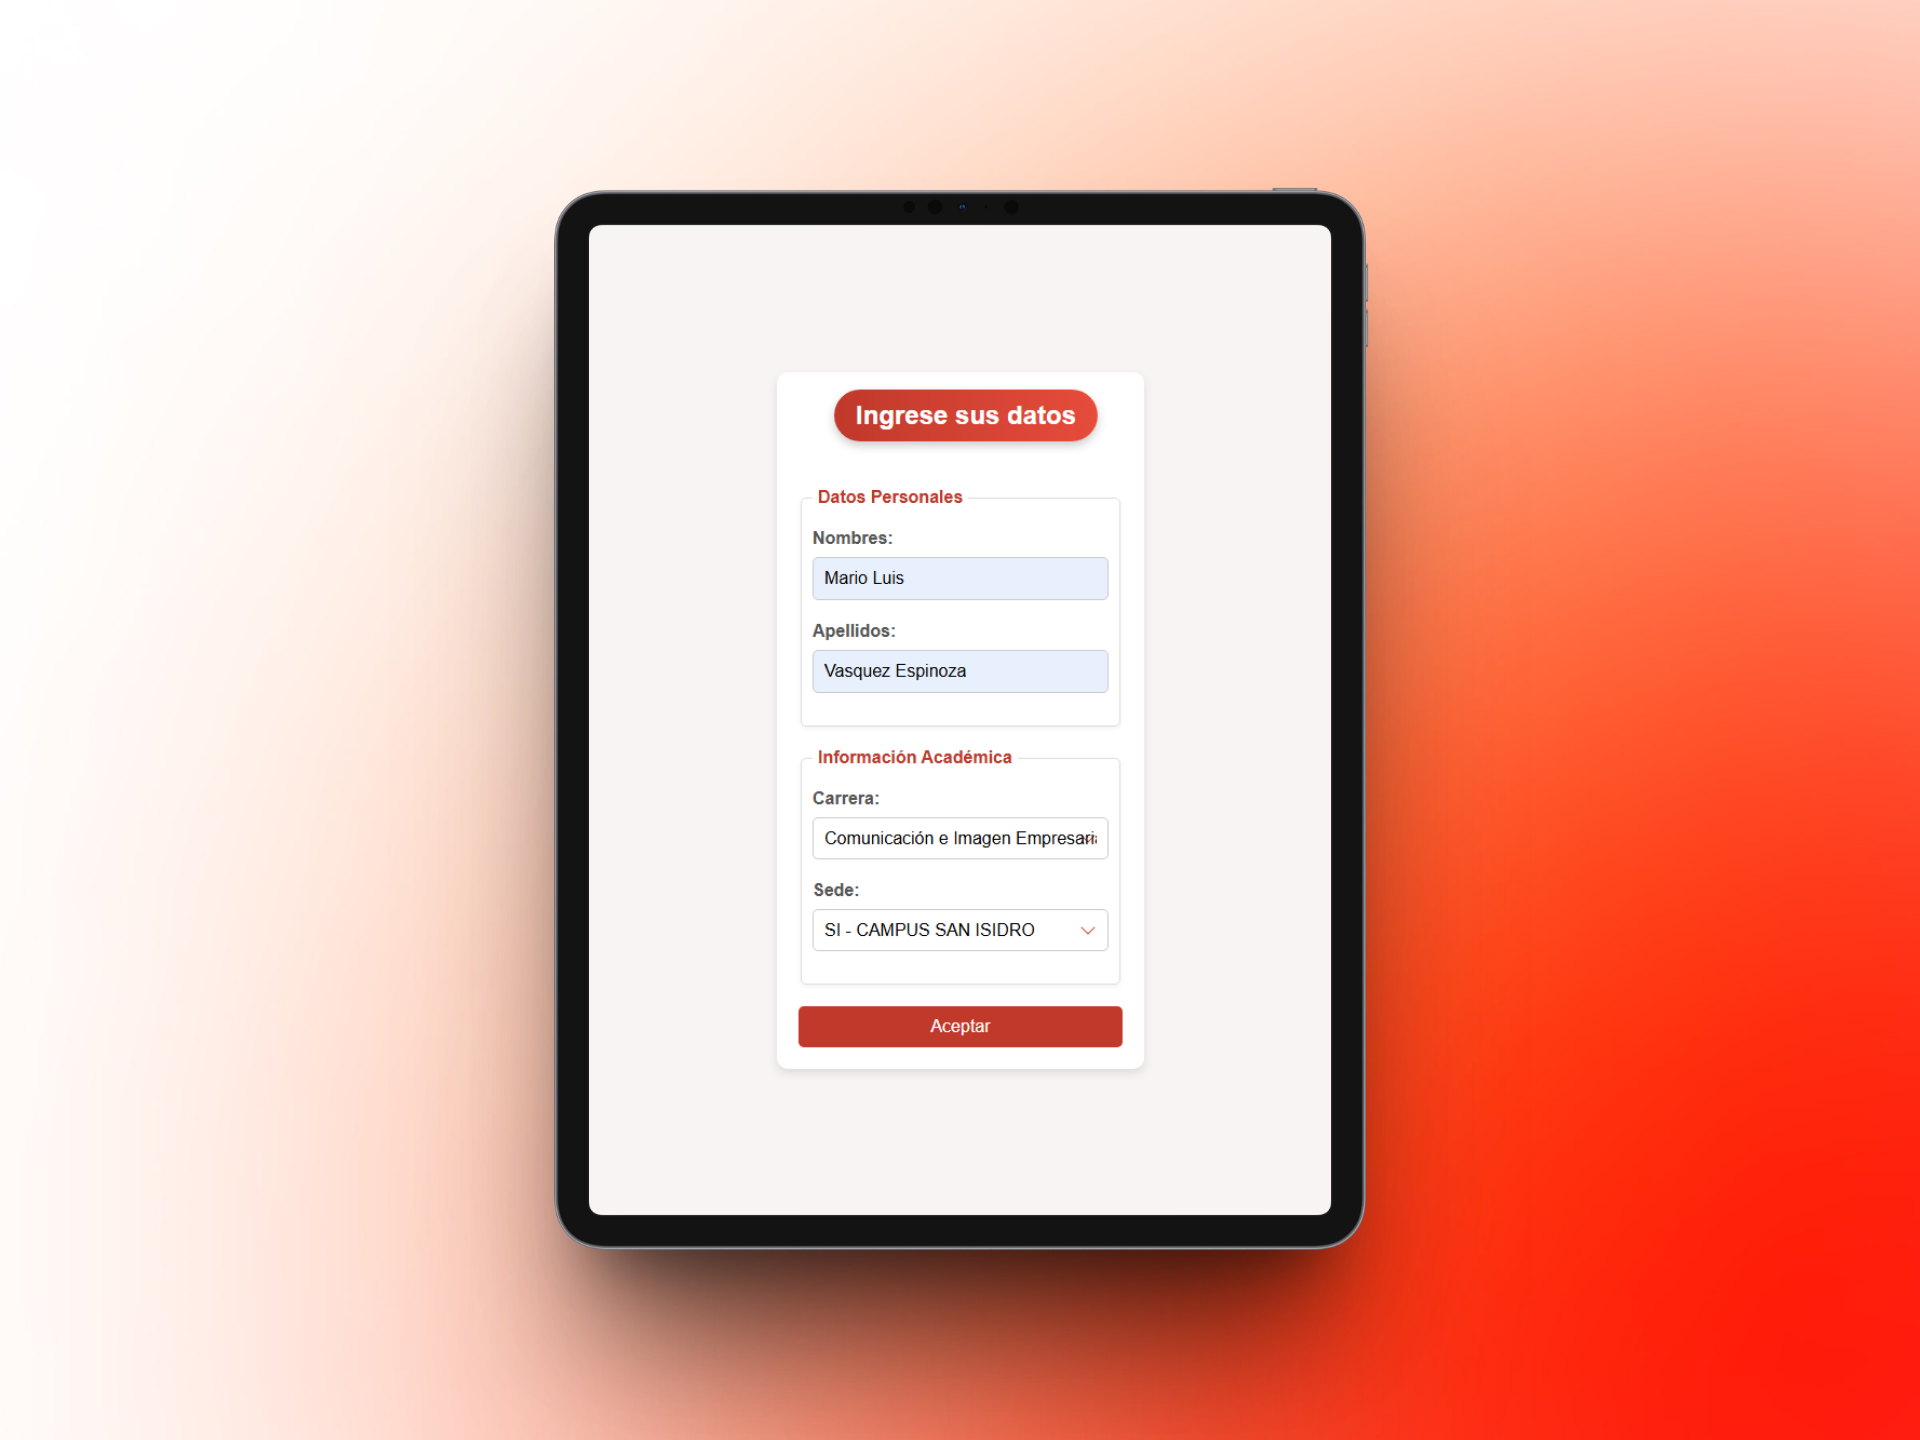 Ingrese sus datos
Datos Personales
Nombres:
Mario Luis
Apellidos:
Vasquez Espinoza
Información Académica
Carrera:
Comunicación e Imagen Empresaria
Sede:
SI - CAMPUS SAN ISIDRO
Aceptar